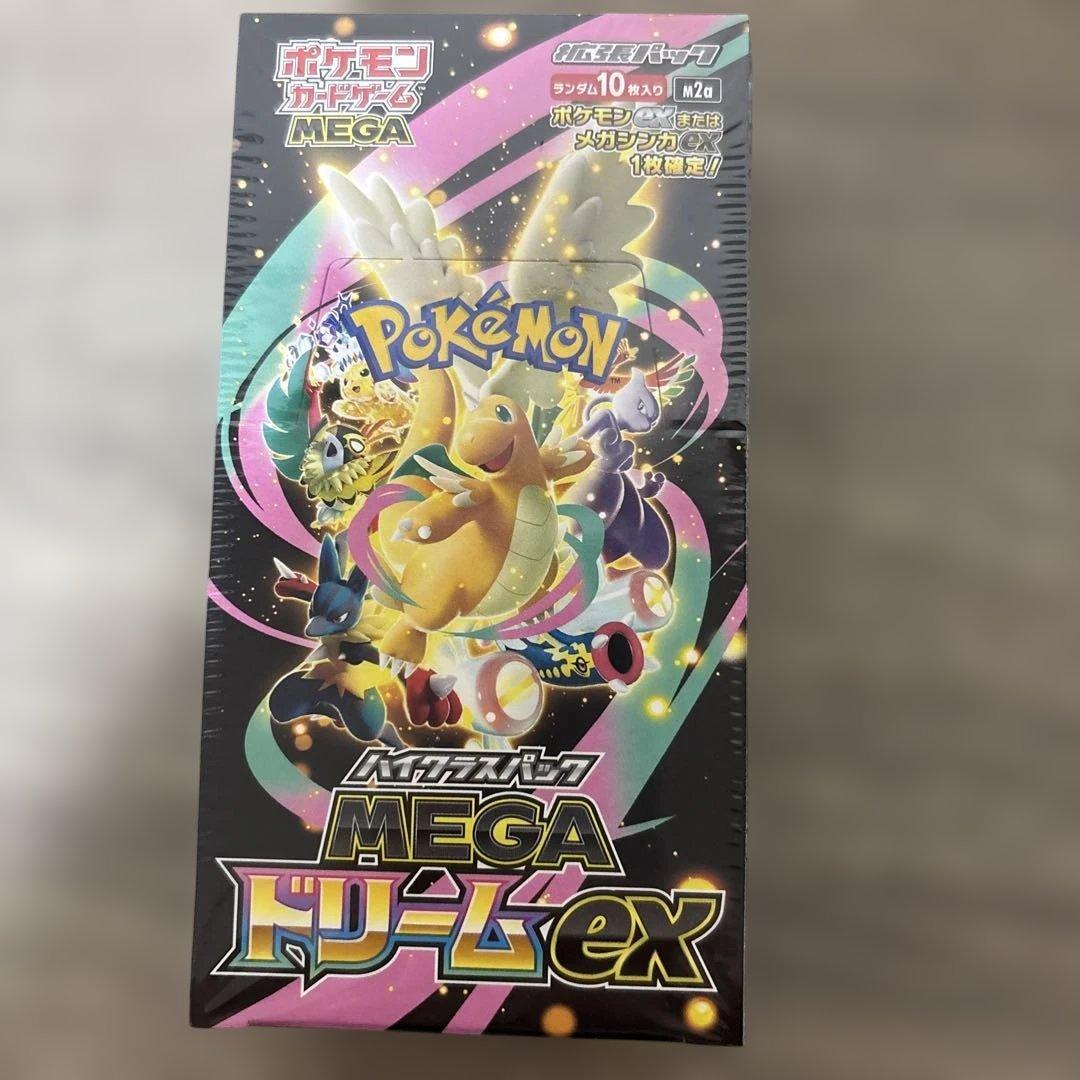 ポケモン
カードゲーム™
MEGA
拡張パック
ランダム10枚入り M2a
ポケモンexまたは
メガシンカex
1枚確定!
POKéMON™
ハイクラスパック
MEGA
ドリームex